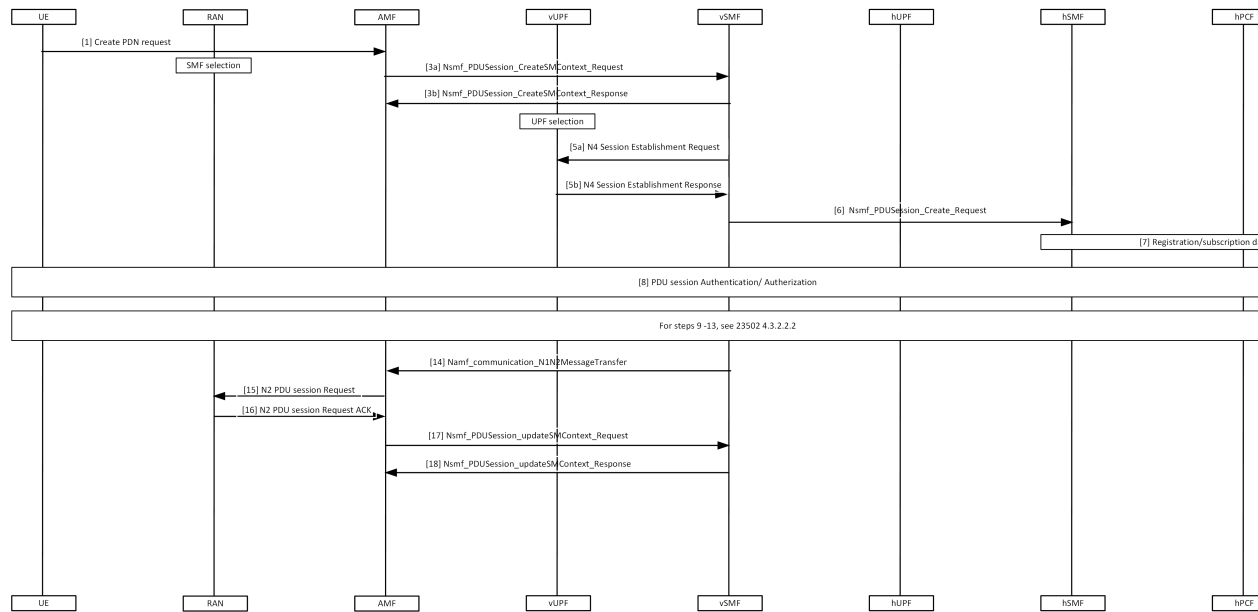 UE
RAN
AMF
vUPF
vSMF
hUPF
hSMF
hPCF
[1] Create PDN request
SMF selection
[3a] Nsmf_PDUSession_CreateSMContext_Request
[3b] Nsmf_PDUSession_CreateSMContext_Response
UPF selection
[5a] N4 Session Establishment Request
[5b] N4 Session Establishment Response
[6] Nsmf_PDUSession_Create_Request
[7] Registration/subscription d
[8] PDU session Authentication/ Autherization
For steps 9 -13, see 23502 4.3.2.2.2
[14] Namf_communication_N1N2MessageTransfer
[15] N2 PDU session Request
[16] N2 PDU session Request ACK
[17] Nsmf_PDUSession_updateSMContext_Request
[18] Nsmf_PDUSession_updateSMContext_Response
UE
RAN
AMF
vUPF
vSMF
hUPF
hSMF
hPCF